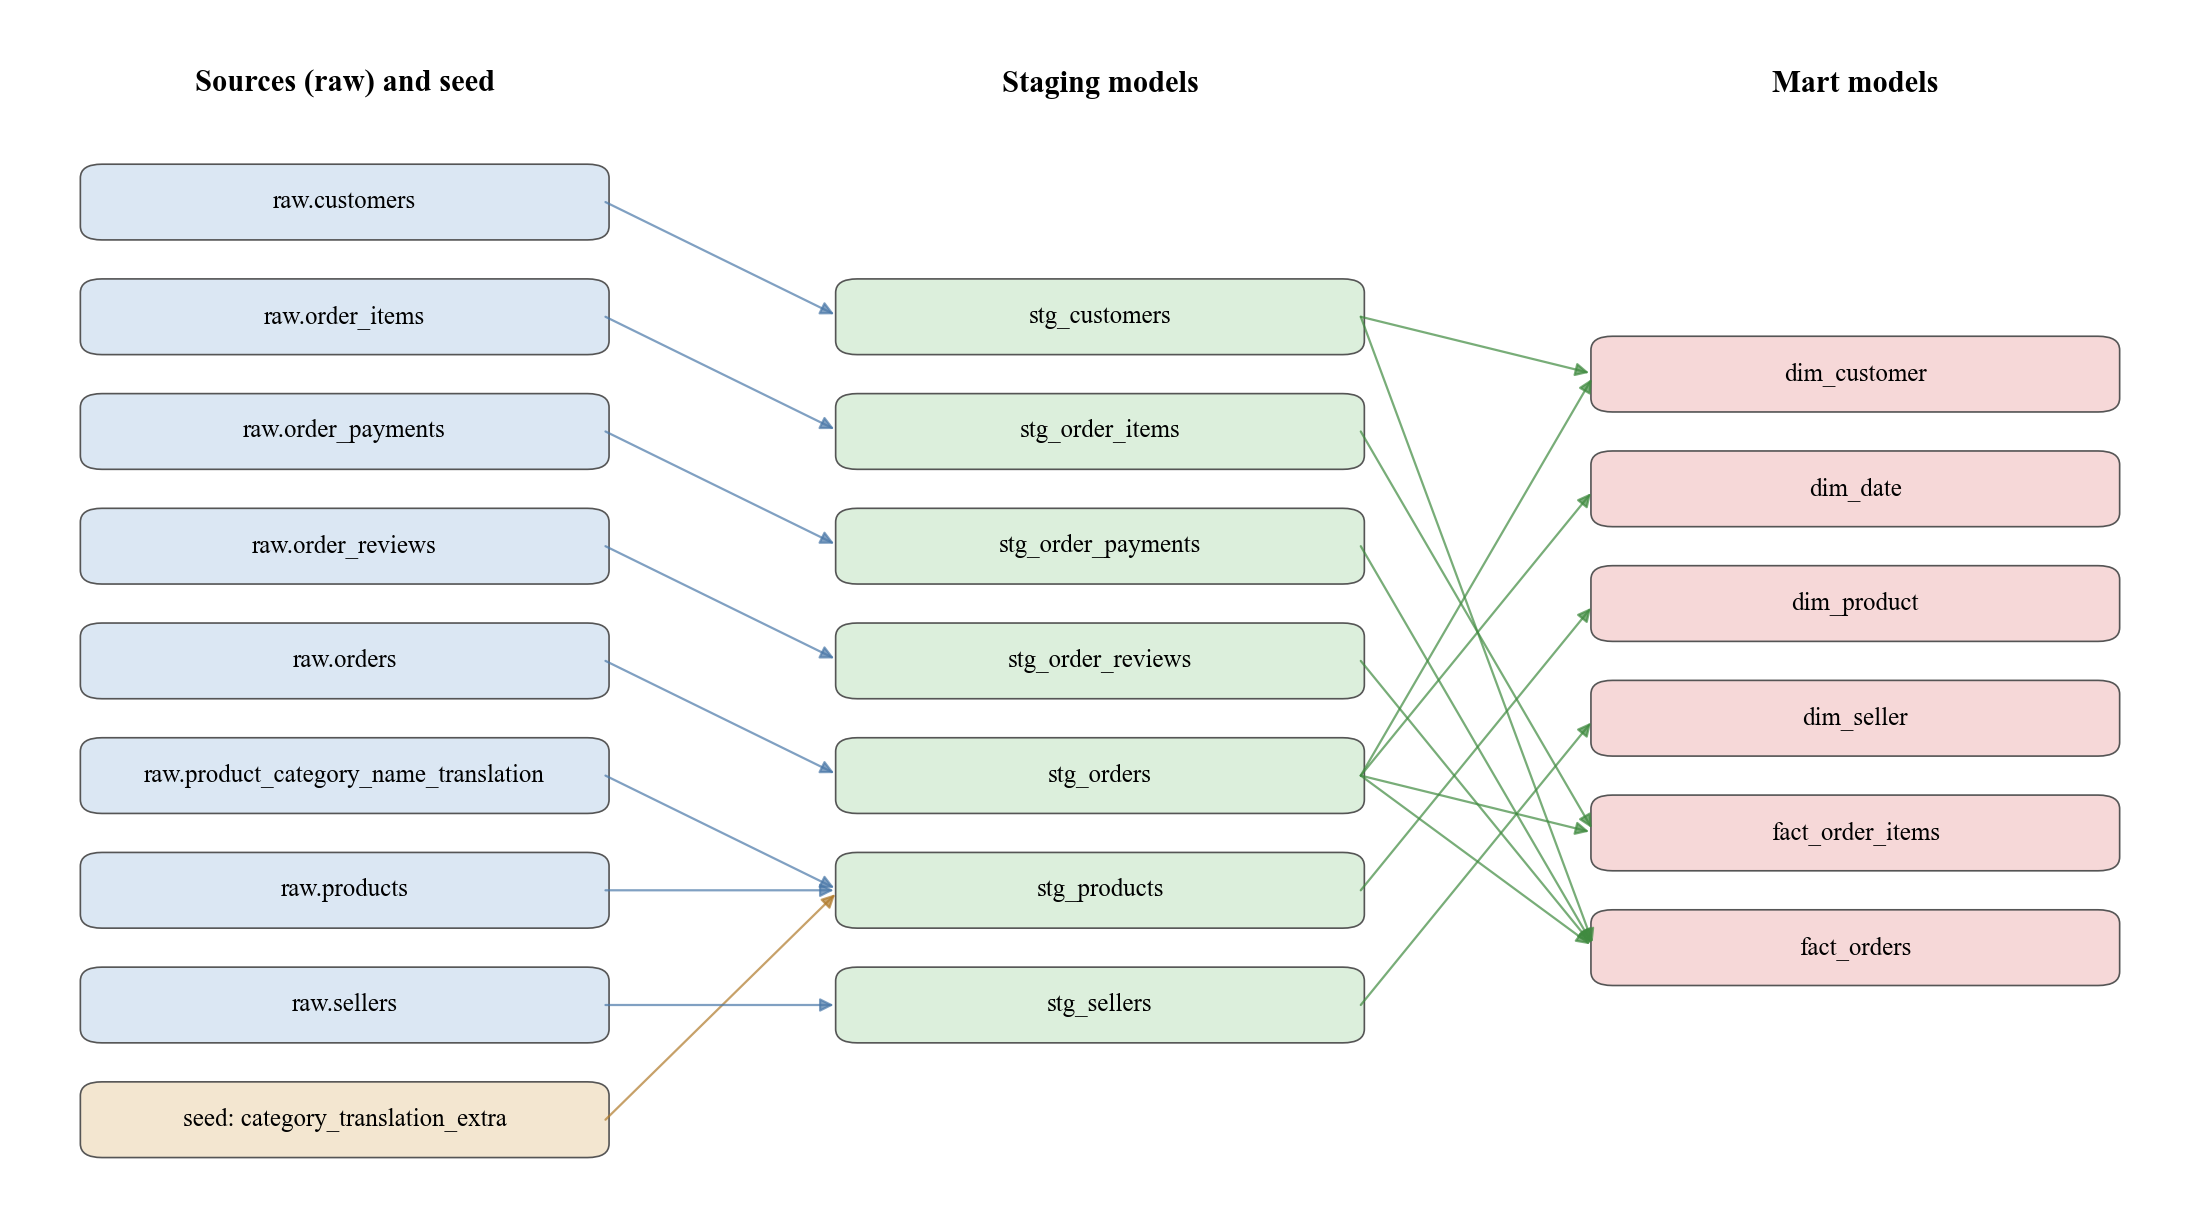 Sources (raw) and seed
raw.customers
raw.order_items
raw.order_payments
raw.order_reviews
raw.orders
raw.product_category_name_translation
raw.products
raw.sellers
seed: category_translation_extra
Staging models
stg_customers
stg_order_items
stg_order_payments
stg_order_reviews
stg_orders
stg_products
stg_sellers
Mart models
dim_customer
dim_date
dim_product
dim_seller
fact_order_items
fact_orders